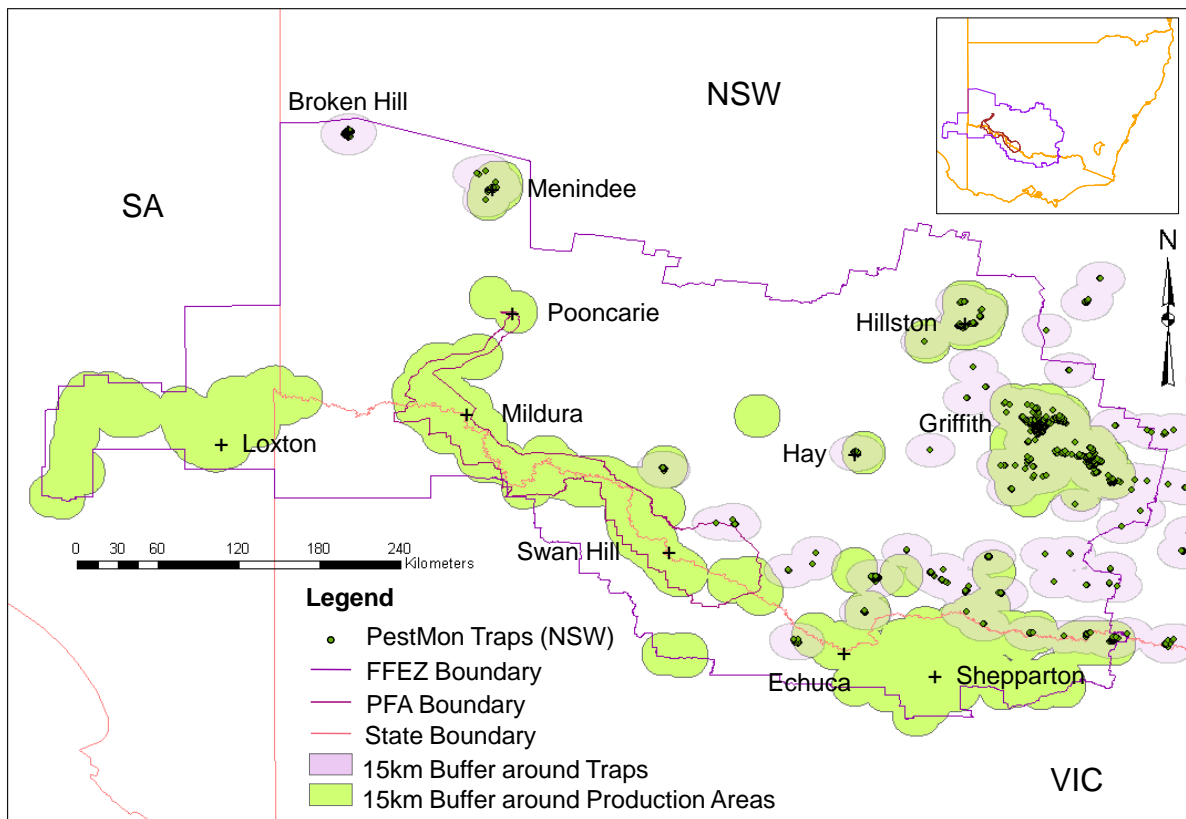 NSW
Broken Hill
Menindee
SA
N
Pooncarie
Hillston
Mildura
Griffith
Loxton
Hay
Swan Hill
0 30 60 120 180 240
Kilometers
Legend
PestMon Traps (NSW)
FFEZ Boundary
PFA Boundary
State Boundary
15km Buffer around Traps
15km Buffer around Production Areas
Echuca
Shepparton
VIC